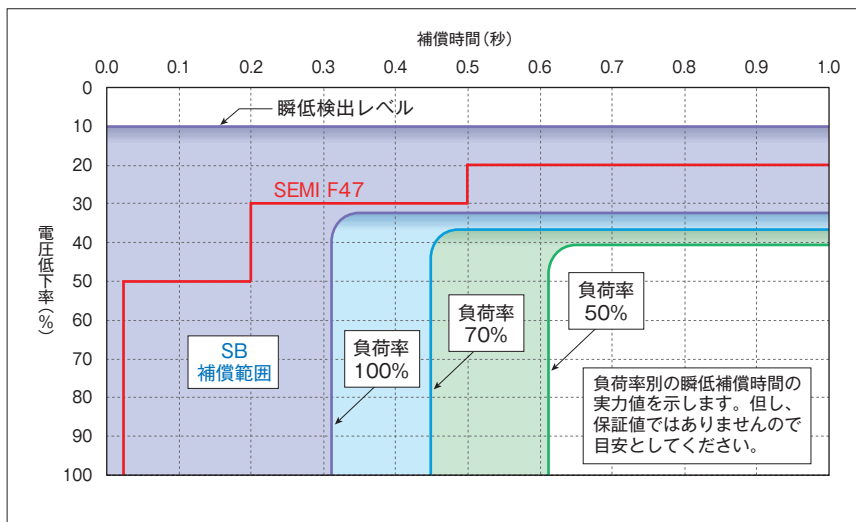 補償時間(秒)
0.0 0.1 0.2 0.3 0.4 0.5 0.6 0.7 0.8 0.9 1.0
0
10
20
30
40
50
60
70
80
90
100
電圧低下率(%)
瞬低検出レベル
SEMI F47
SB
補償範囲
負荷率
100%
負荷率
70%
負荷率
50%
負荷率別の瞬低補償時間の
実力値を示します。但し、
保証値ではありませんので
目安としてください。